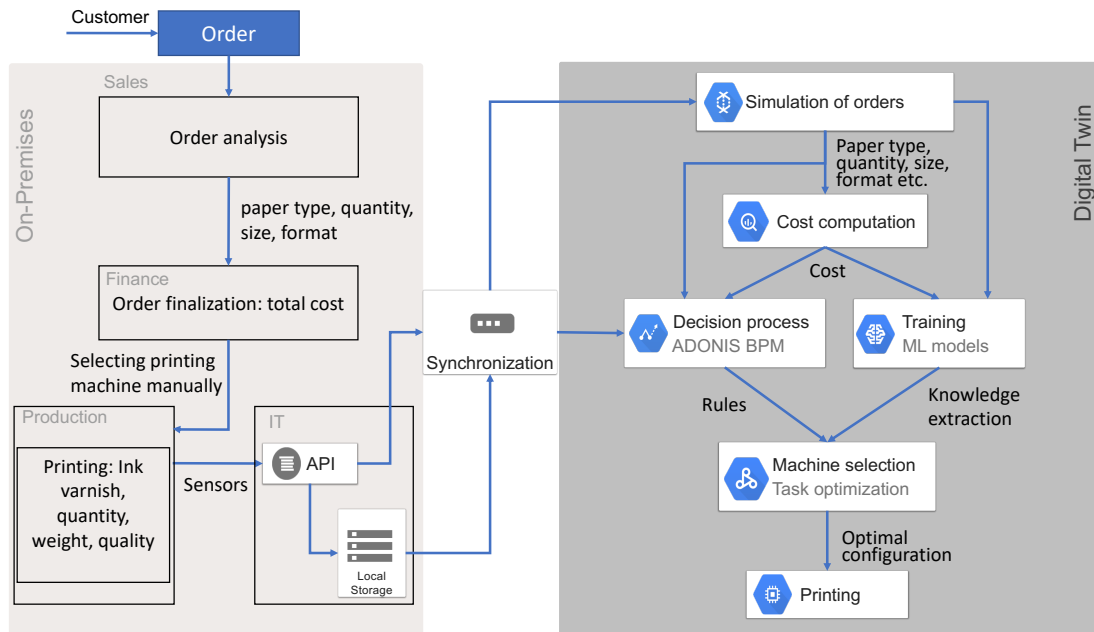 Customer
Order
On-Premises
Sales
Order analysis
paper type, quantity,
size, format
Finance
Order finalization: total cost
Selecting printing
machine manually
Production
Printing: Ink
varnish,
quantity,
weight, quality
Sensors
IT
API
Local
Storage
Synchronization
Digital Twin
Simulation of orders
Paper type,
quantity, size,
format etc.
Cost computation
Cost
Decision process
ADONIS BPM
Training
ML models
Rules
Knowledge
extraction
Machine selection
Task optimization
Optimal
configuration
Printing